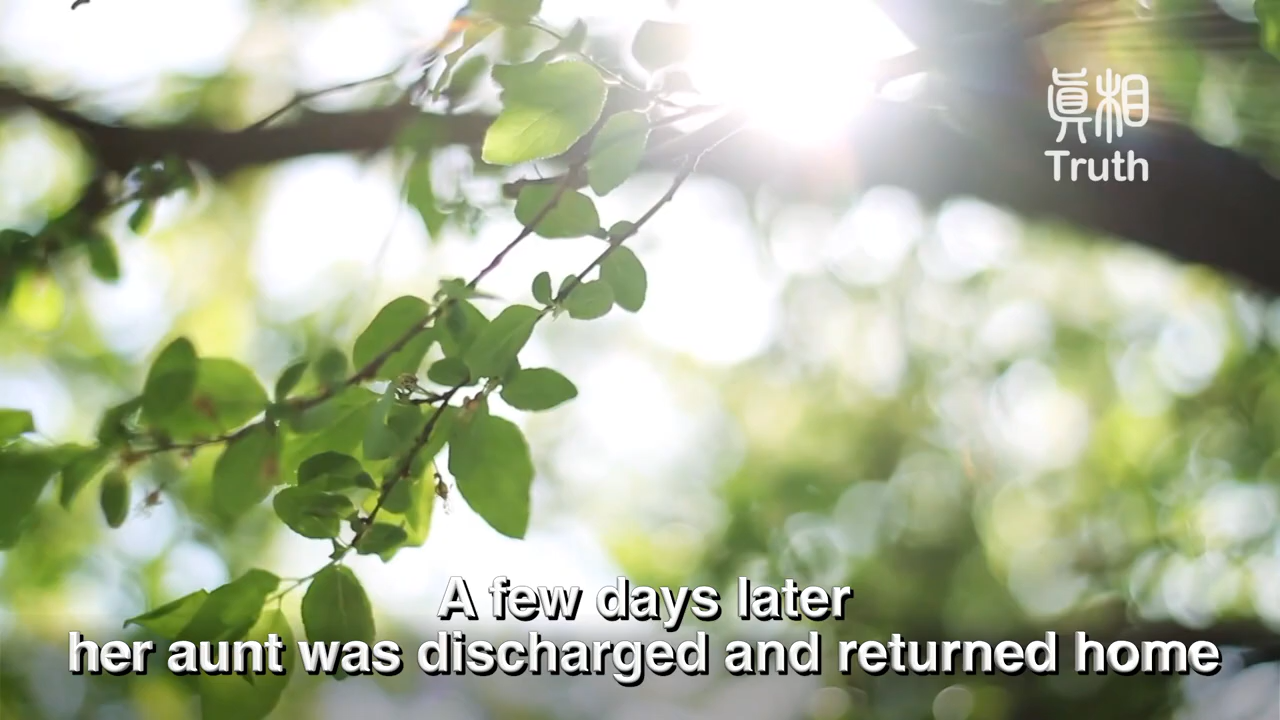 真相
Truth
A few days later
her aunt was discharged and returned home